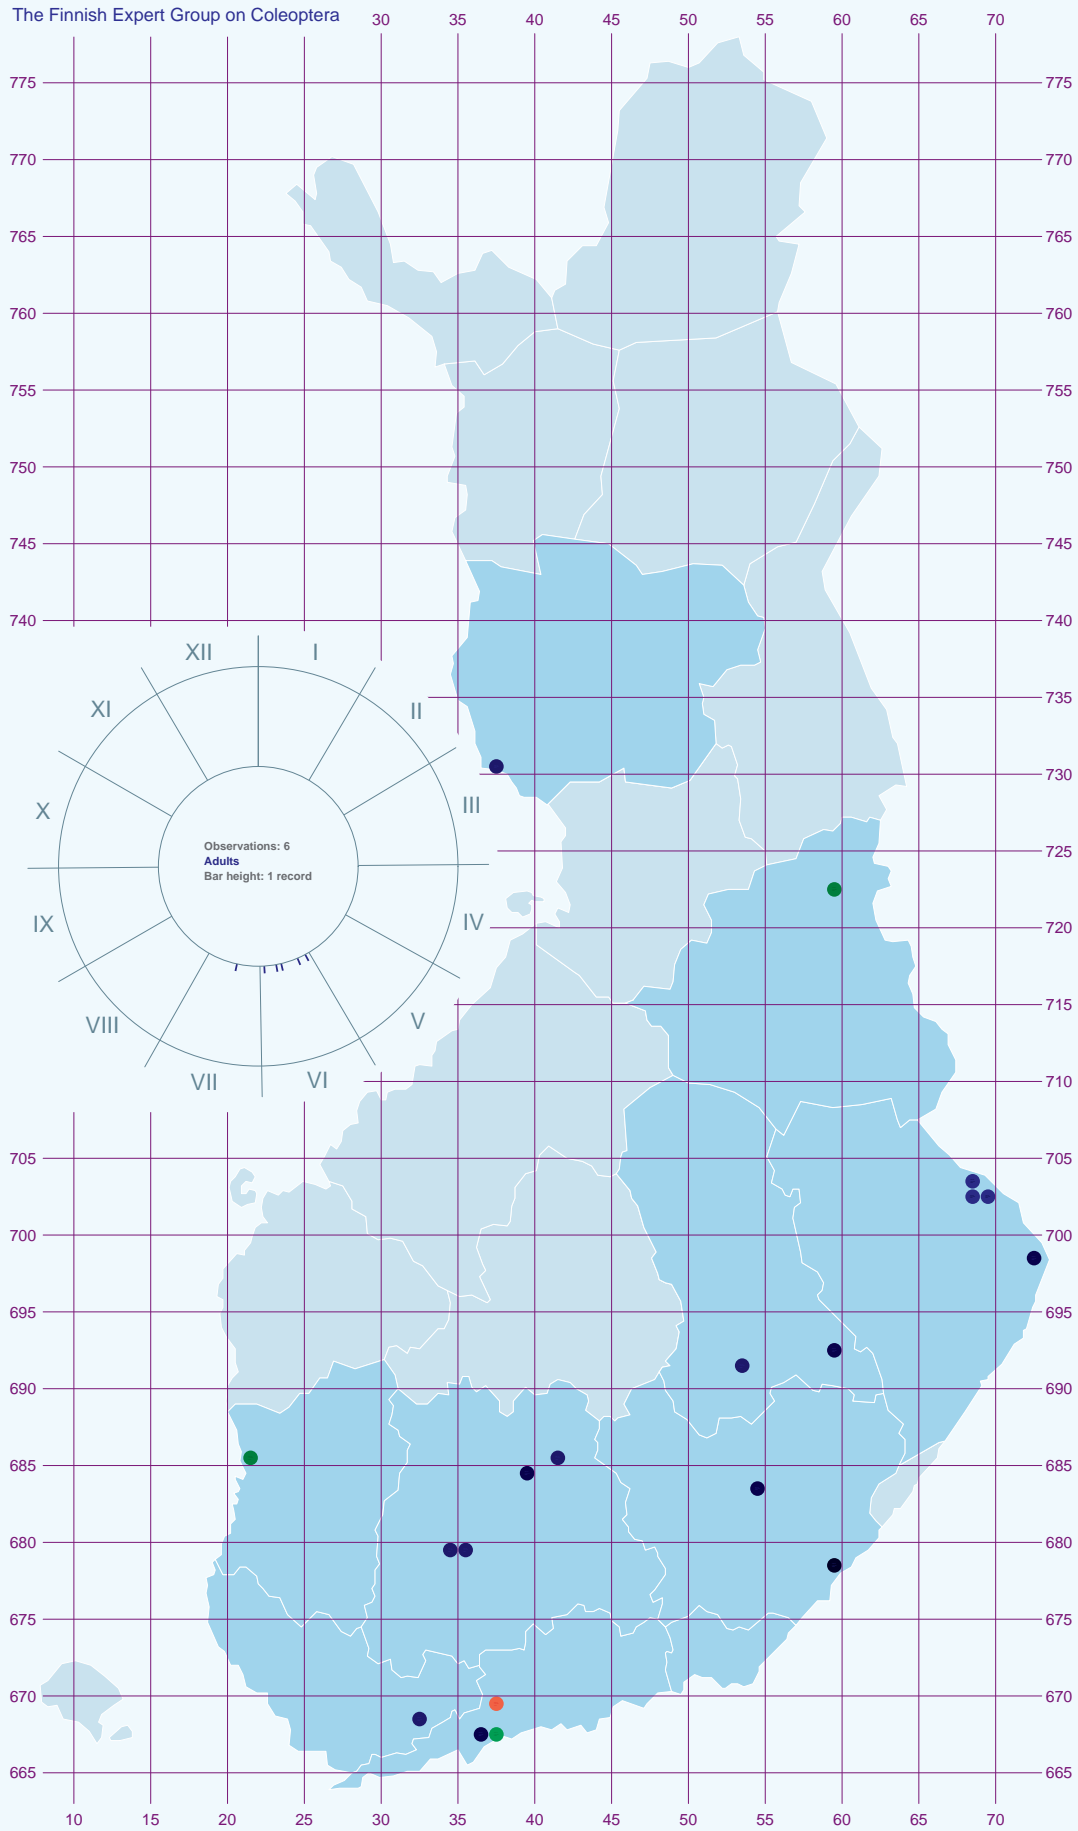 The Finnish Expert Group on Coleoptera
30 35 40 45 50 55 60 65 70
775 775
770 770
765 765
760 760
755 755
750 750
745 745
740 740
XII I
XI II
735
730
X III
Observations: 6
Adults
Bar height: 1 record
725
IX IV
720
VIII V
715
VII VI
710
705 705
700 700
695 695
690 690
685 685
680 680
675 675
670 670
665 665
10 15 20 25 30 35 40 45 50 55 60 65 70